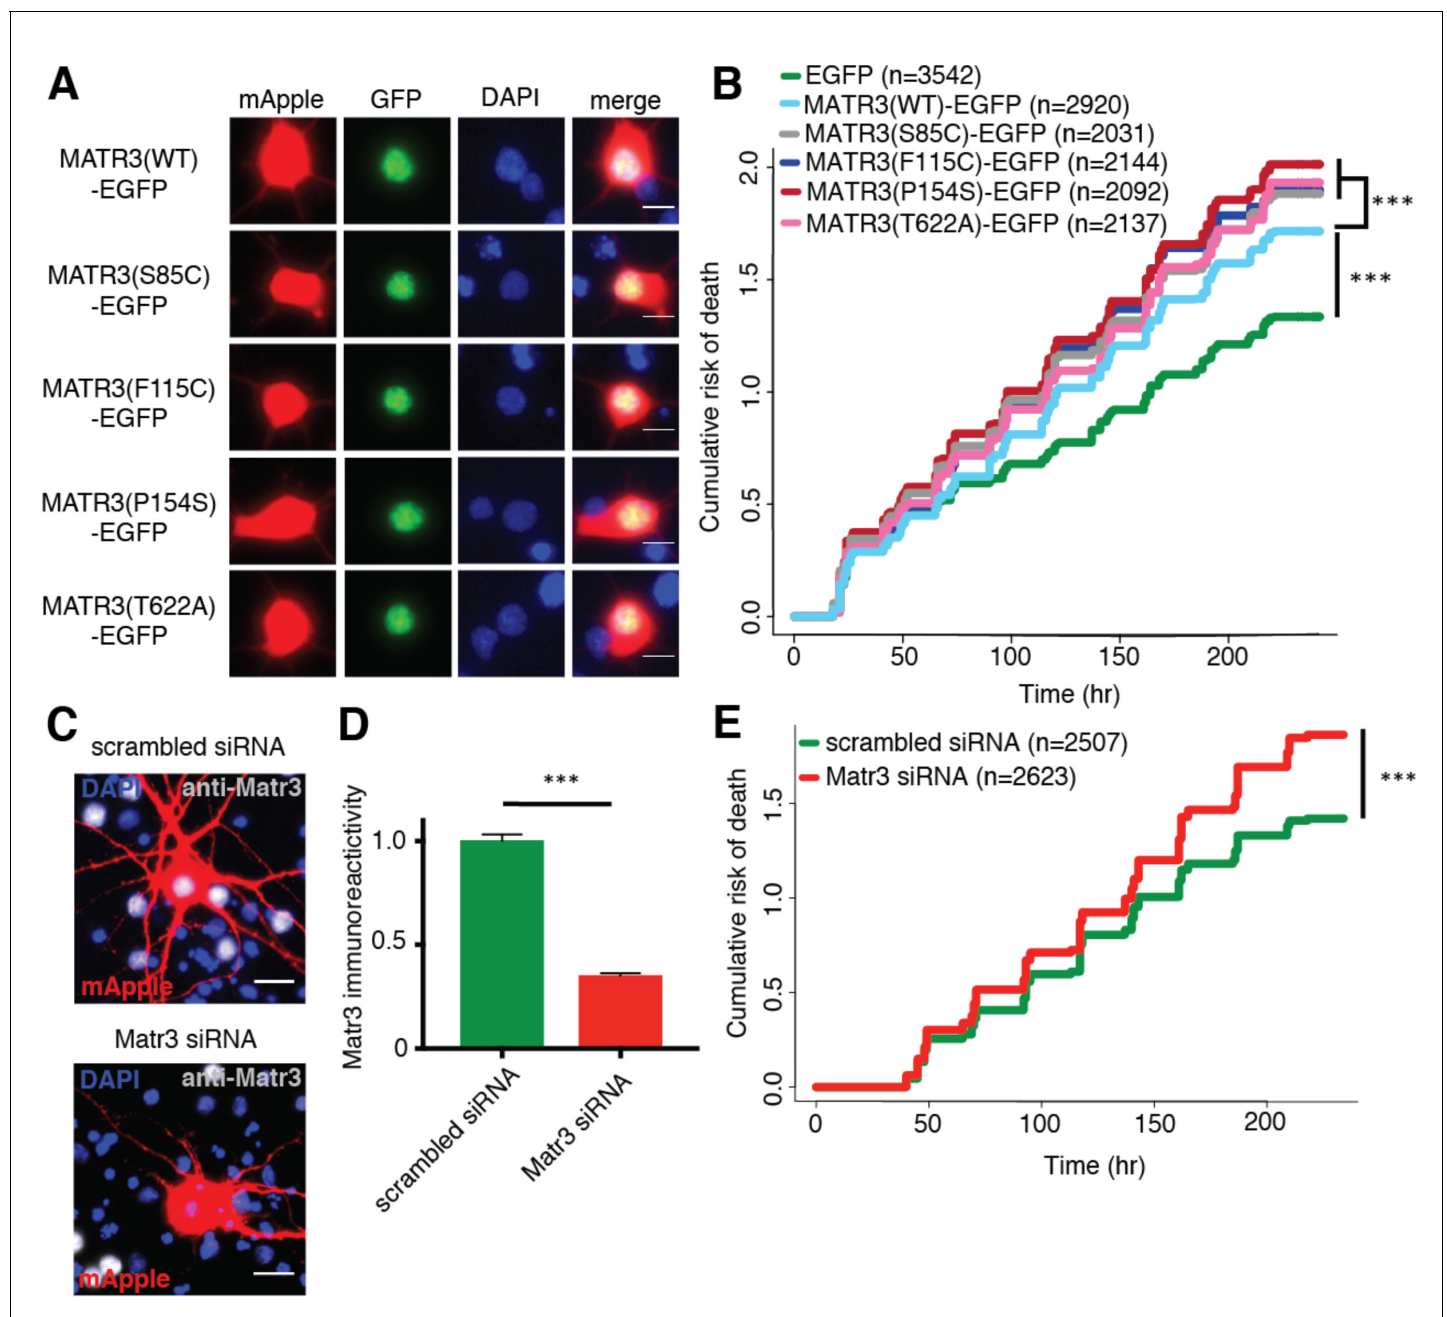 A
mApple
GFP
DAPI
merge
MATR3(WT)
-EGFP
MATR3(S85C)
-EGFP
MATR3(F115C)
-EGFP
MATR3(P154S)
-EGFP
MATR3(T622A)
-EGFP
B
EGFP (n=3542)
MATR3(WT)-EGFP (n=2920)
MATR3(S85C)-EGFP (n=2031)
MATR3(F115C)-EGFP (n=2144)
MATR3(P154S)-EGFP (n=2092)
MATR3(T622A)-EGFP (n=2137)
Cumulative risk of death
2.0
1.5
1.0
0.5
0.0
***
***
0
50
100
150
200
Time (hr)
C
scrambled siRNA
DAPI
anti-Matr3
mApple
Matr3 siRNA
DAPI
anti-Matr3
mApple
D
***
Matr3 immunoreactictivity
1.0
0.5
0
scrambled siRNA
Matr3 siRNA
E
scrambled siRNA (n=2507)
Matr3 siRNA (n=2623)
***
Cumulative risk of death
1.5
1.0
0.5
0.0
0
50
100
150
200
Time (hr)